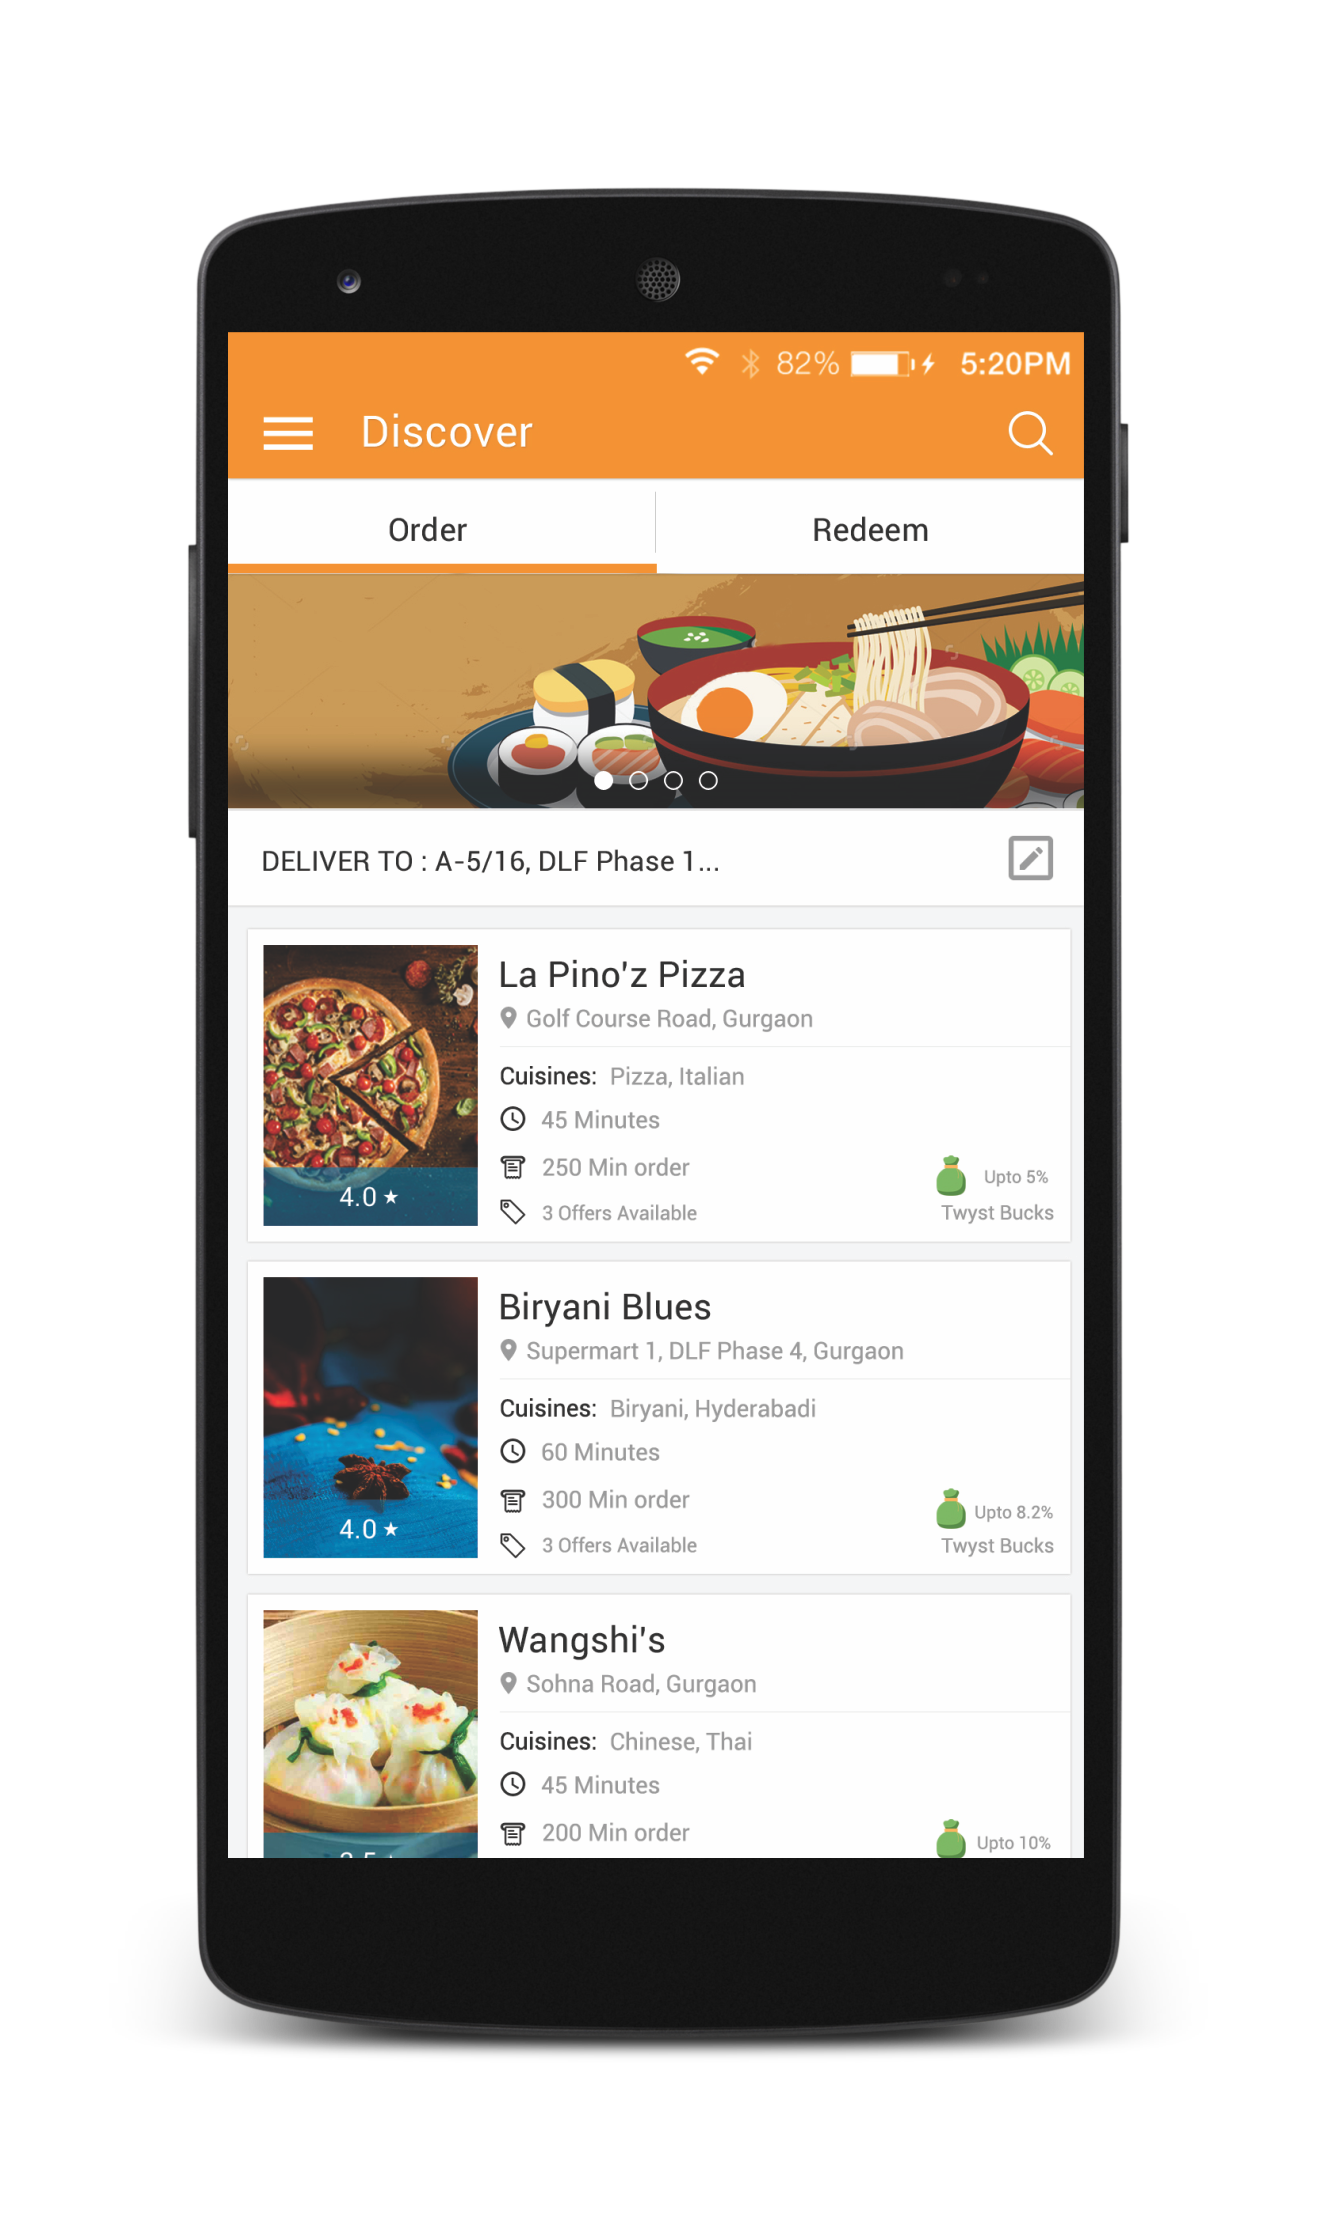 82% 5:20PM
Discover
Order Redeem
DELIVER TO : A-5/16, DLF Phase 1...
La Pino'z Pizza
Golf Course Road, Gurgaon
Cuisines: Pizza, Italian
45 Minutes
250 Min order
Upto 5%
4.0 ★
3 Offers Available
Twyst Bucks
Biryani Blues
Supermart 1, DLF Phase 4, Gurgaon
Cuisines: Biryani, Hyderabadi
60 Minutes
300 Min order
Upto 8.2%
4.0 ★
3 Offers Available
Twyst Bucks
Wangshi's
Sohna Road, Gurgaon
Cuisines: Chinese, Thai
45 Minutes
200 Min order
Upto 10%